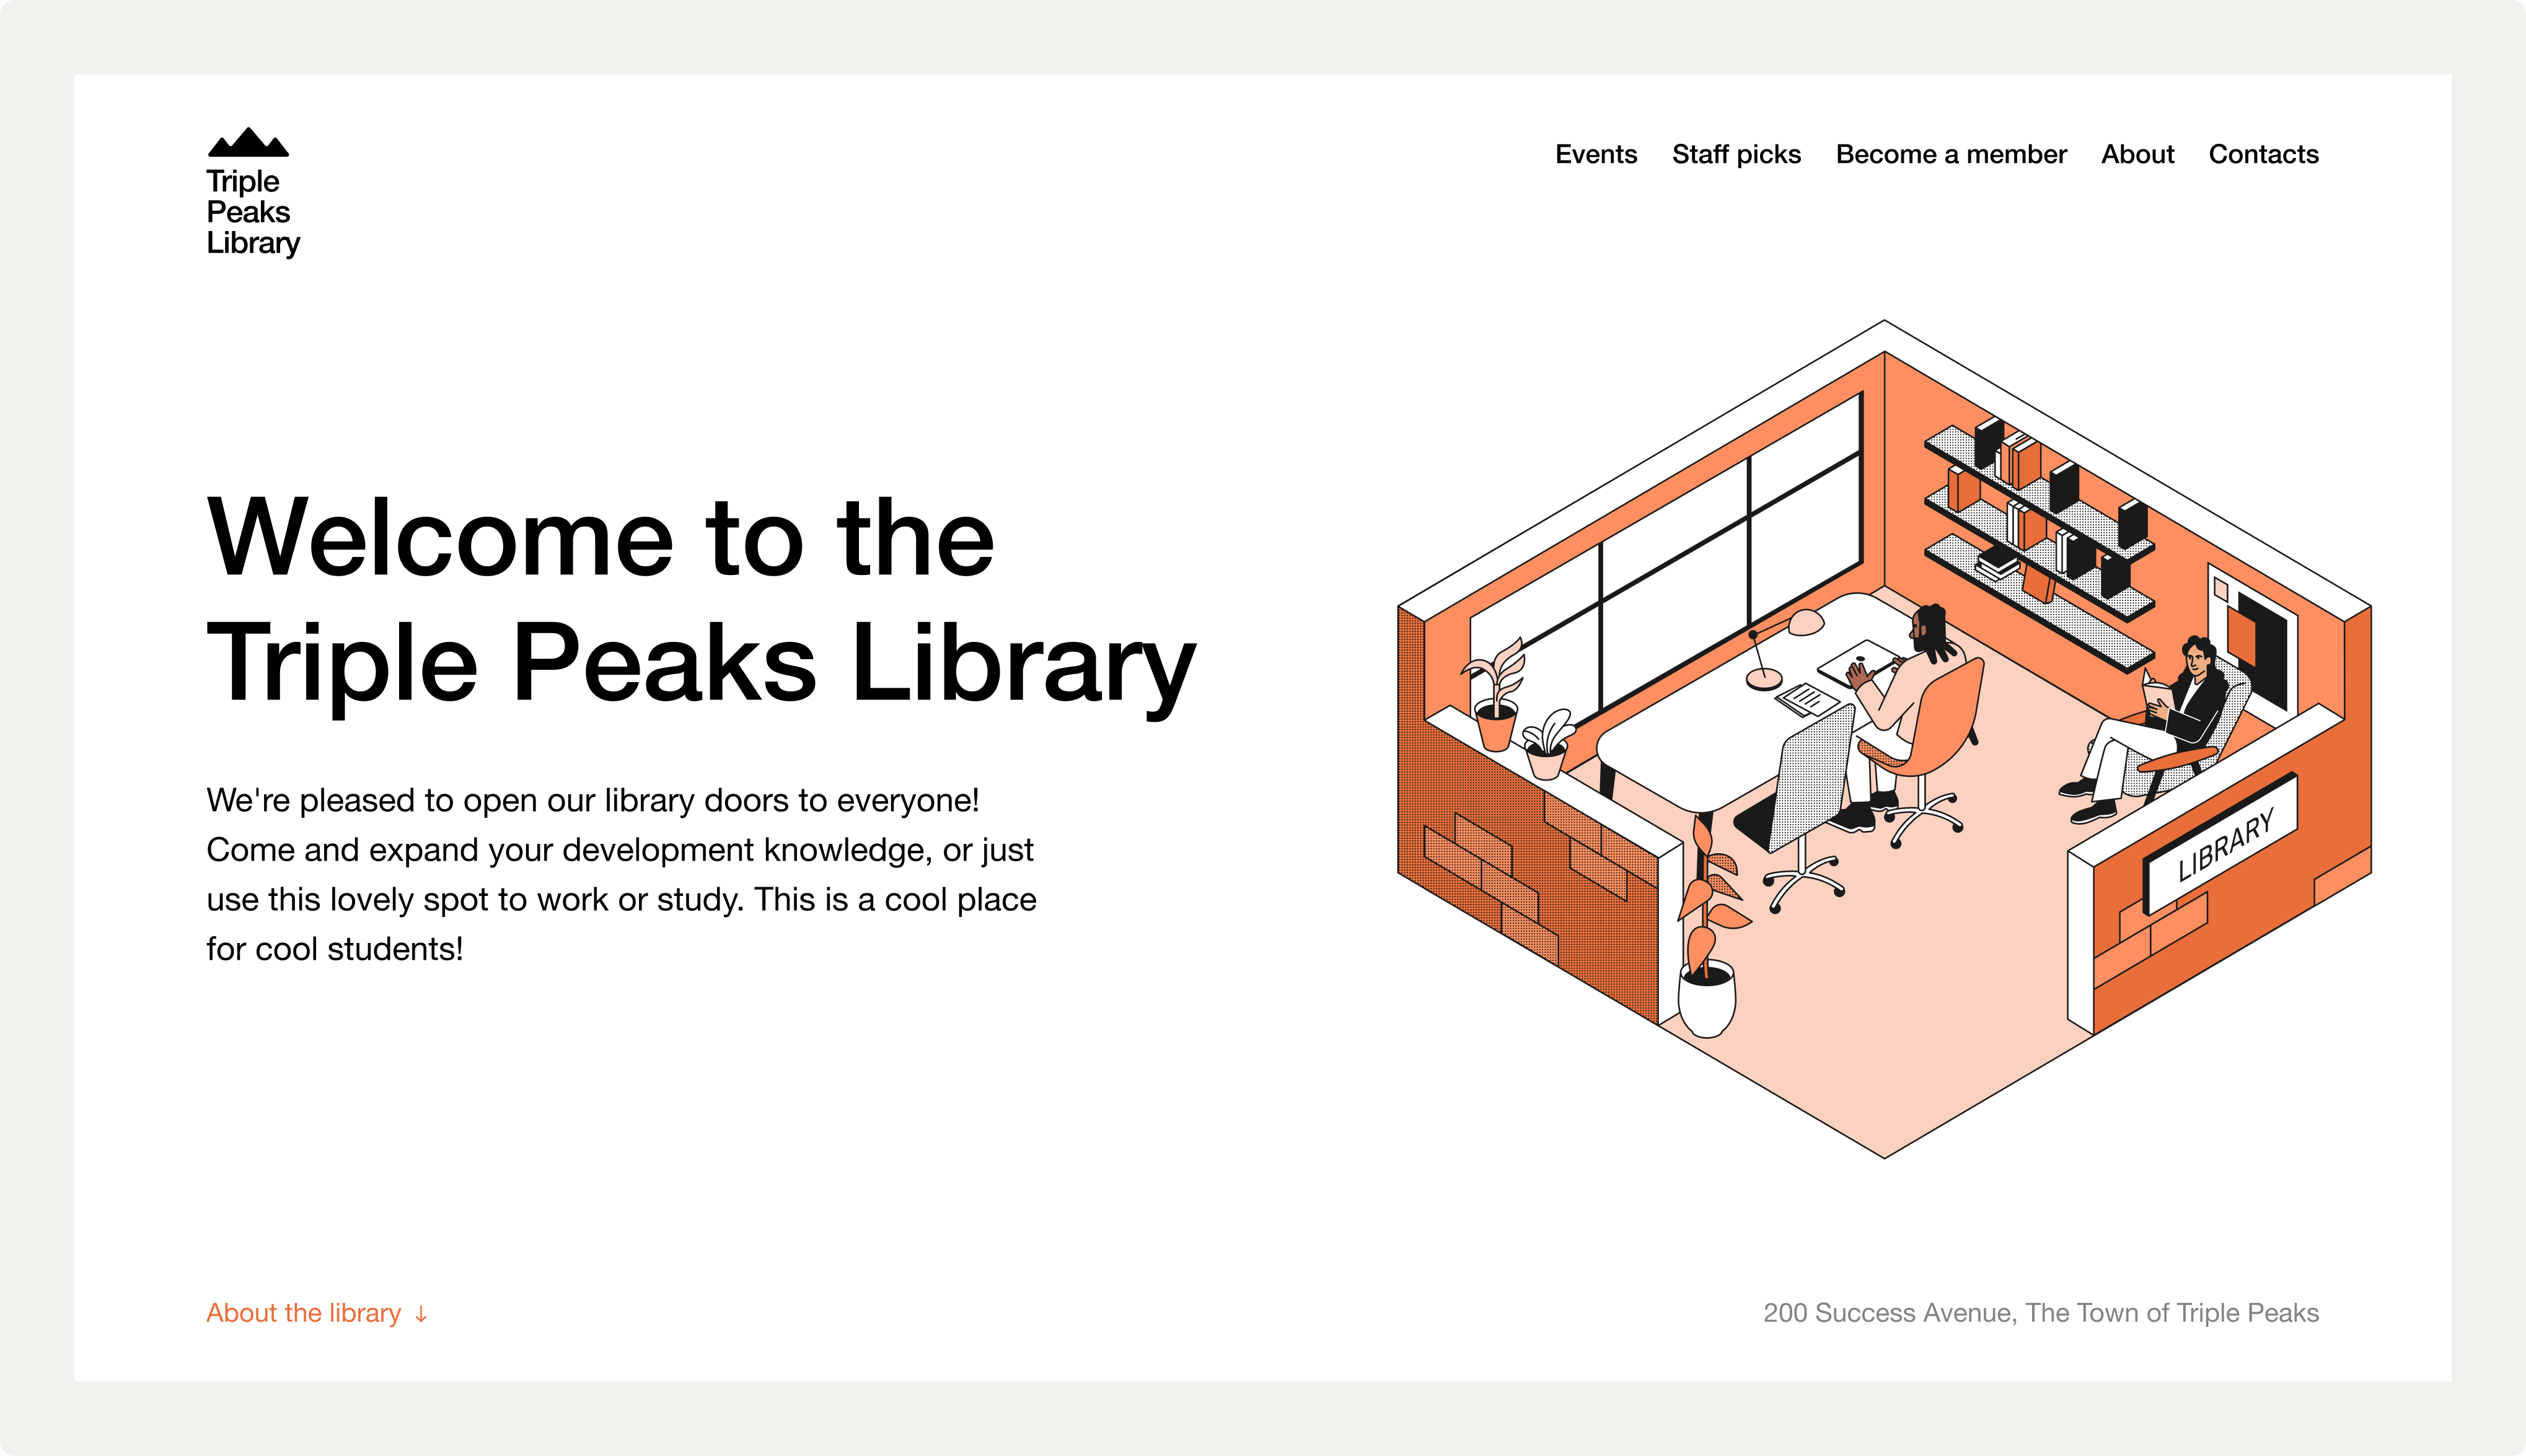 Triple
Peaks
Library
Events Staff picks Become a member About Contacts
Welcome to the
Triple Peaks Library
We're pleased to open our library doors to everyone!
Come and expand your development knowledge, or just
use this lovely spot to work or study. This is a cool place
for cool students!
LIBRARY
About the library ↓
200 Success Avenue, The Town of Triple Peaks